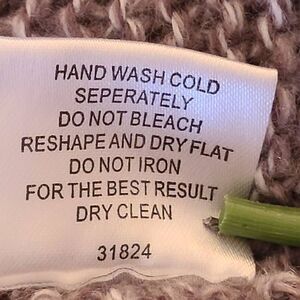 HAND WASH COLD
SEPERATELY
DO NOT BLEACH
RESHAPE AND DRY FLAT
DO NOT IRON
FOR THE BEST RESULT
DRY CLEAN
31824